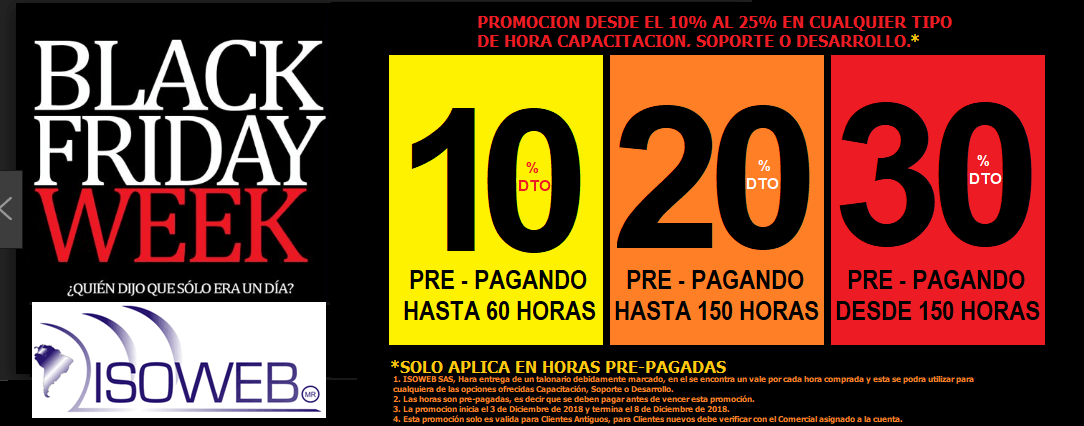 BLACK
FRIDAY
WEEK
¿QUIÉN DIJO QUE SÓLO ERA UN DÍA?
ISOWEB
MR
PROMOCION DESDE EL 10% AL 25% EN CUALQUIER TIPO
DE HORA CAPACITACION. SOPORTE O DESARROLLO.*
10
%
DTO
PRE - PAGANDO
HASTA 60 HORAS
20
%
DTO
PRE - PAGANDO
HASTA 150 HORAS
30
%
DTO
PRE - PAGANDO
DESDE 150 HORAS
*SOLO APLICA EN HORAS PRE-PAGADAS
1. ISOWEB SAS, Hara entrega de un talonario debidamente marcado, en el se encontra un vale por cada hora comprada y esta se podra utilizar para
cualquiera de las opciones ofrecidas Capacitación, Soporte o Desarrollo.
2. Las horas son pre-pagadas, es decir que se deben pagar antes de vencer esta promoción.
3. La promocion inicia el 3 de Diciembre de 2018 y termina el 8 de Diciembre de 2018.
4. Esta promoción solo es valida para Clientes Antiguos, para Clientes nuevos debe verificar con el Comercial asignado a la cuenta.